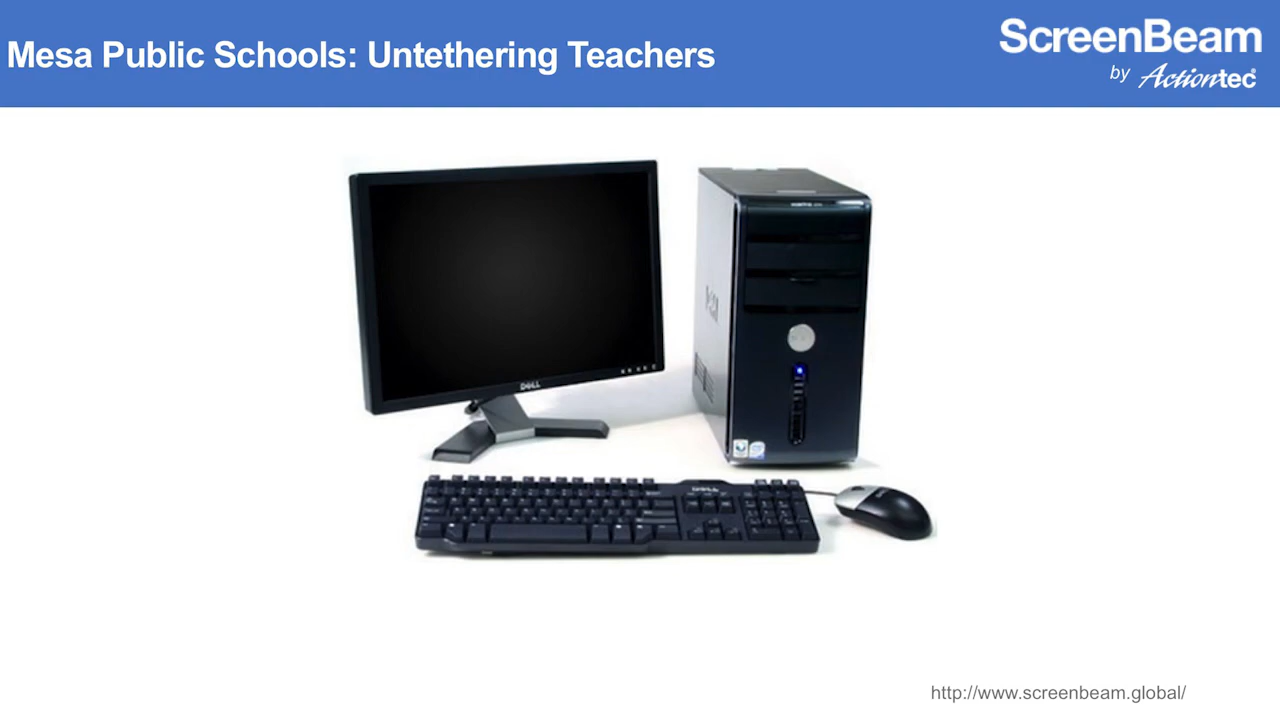 Mesa Public Schools: Untethering Teachers
ScreenBeam
by Actiontec®
DELL
DELL
http://www.screenbeam.global/